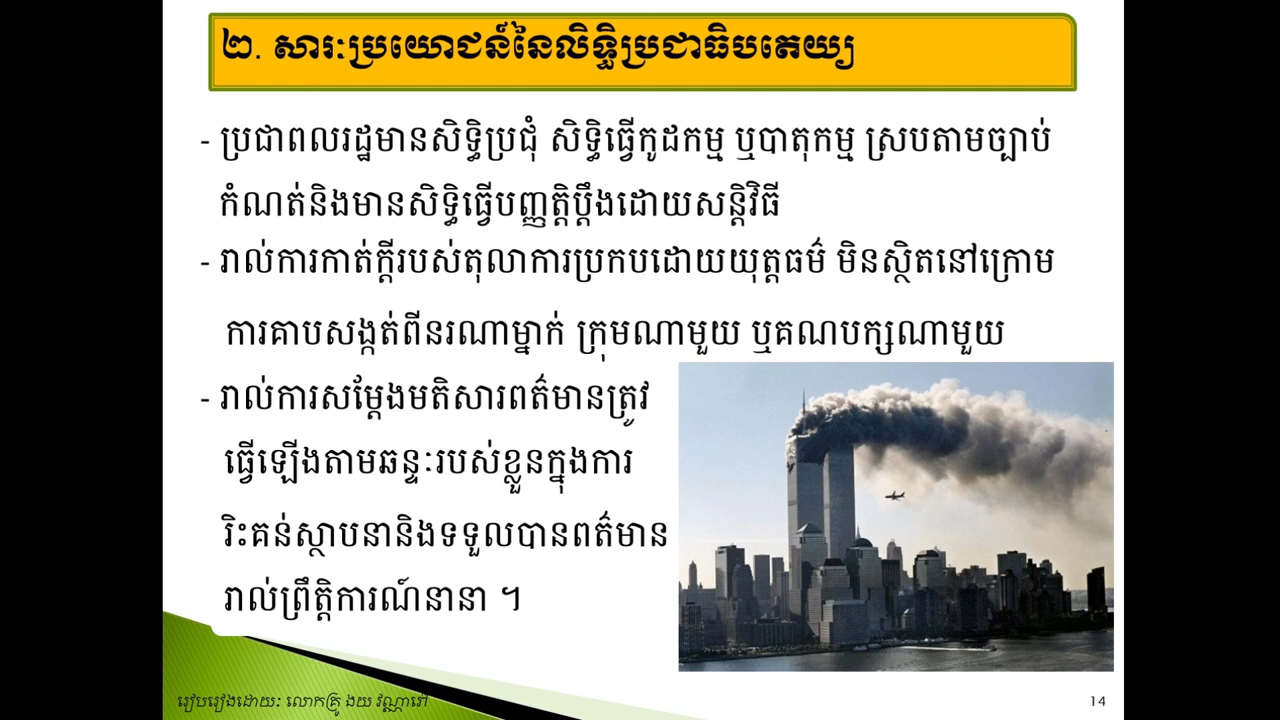 ២. សារៈប្រយោជន៍នៃលិទ្ធិប្រជាធិបតេយ្យ
- ប្រជាពលរដ្ឋមានសិទ្ធិប្រជុំ សិទ្ធិធ្វើកូដកម្ម ឬបាតុកម្ម ស្របតាមច្បាប់
កំណត់និងមានសិទ្ធិធ្វើបញ្ញត្តិប្តឹងដោយសន្តិវិធី
- រាល់ការកាត់ក្តីរបស់តុលាការប្រកបដោយយុត្តធម៌ មិនស្ថិតនៅក្រោម
ការគាបសង្កត់ពីនរណាម្នាក់ ក្រុមណាមួយ ឬគណបក្សណាមួយ
- រាល់ការសម្តែងមតិសារពត៌មានត្រូវ
ធ្វើឡើងតាមឆន្ទៈរបស់ខ្លួនក្នុងការ
រិះគន់ស្ថាបនានិងទទួលបានពត៌មាន
រាល់ព្រឹត្តិការណ៍នានា ។
រៀបរៀងដោយៈ លោកគ្រូ ងយ វណ្ណាវៅ
14